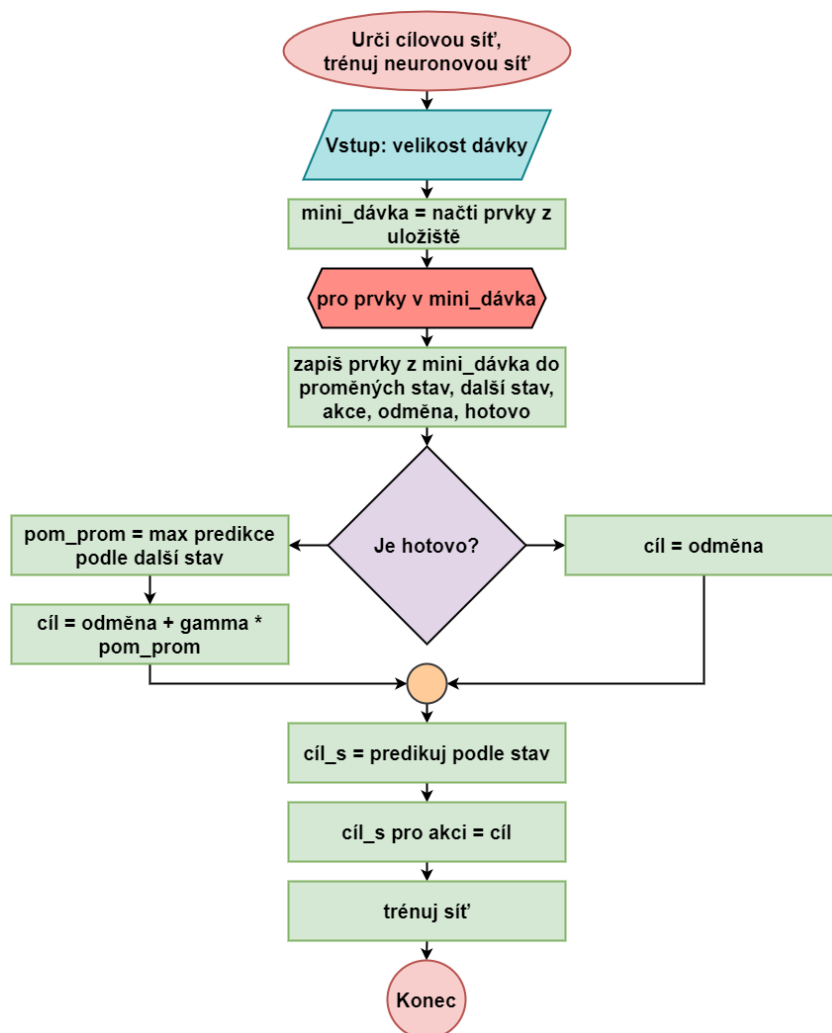 Urči cílovou síť,
trénuj neuronovou síť
Vstup: velikost dávky
mini_dávka = načti prvky z
uložiště
pro prvky v mini_dávka
zapiš prvky z mini_dávka do
proměných stav, další stav,
akce, odměna, hotovo
Je hotovo?
pom_prom = max predikce
podle další stav
cíl = odměna
cíl = odměna + gamma *
pom_prom
cíl_s = predikuj podle stav
cíl_s pro akci = cíl
trénuj síť
Konec